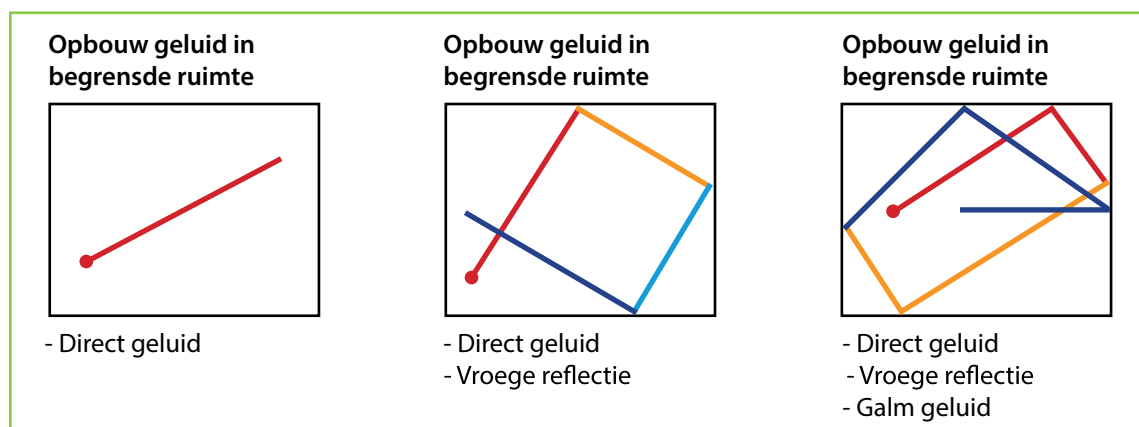 Opbouw geluid in
begrensde ruimte
- Direct geluid
Opbouw geluid in
begrensde ruimte
- Direct geluid
- Vroege reflectie
Opbouw geluid in
begrensde ruimte
- Direct geluid
- Vroege reflectie
- Galm geluid